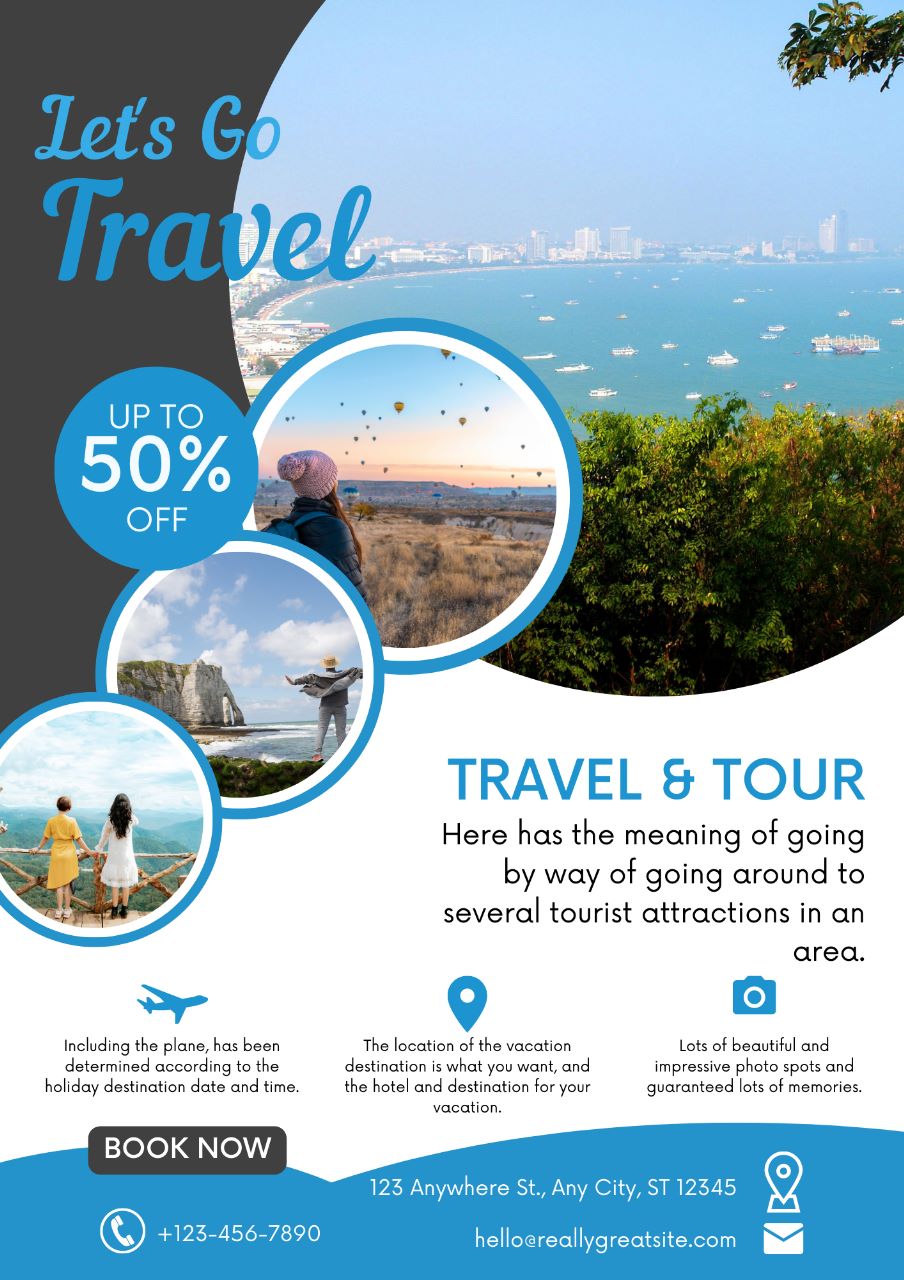 Let's Go
Travel
UP TO
50%
OFF
TRAVEL & TOUR
Here has the meaning of going
by way of going around to
several tourist attractions in an
area.
Including the plane, has been
determined according to the
holiday destination date and time.
The location of the vacation
destination is what you want, and
the hotel and destination for your
vacation.
Lots of beautiful and
impressive photo spots and
guaranteed lots of memories.
BOOK NOW
123 Anywhere St., Any City, ST 12345
+123-456-7890
hello@reallygreatsite.com